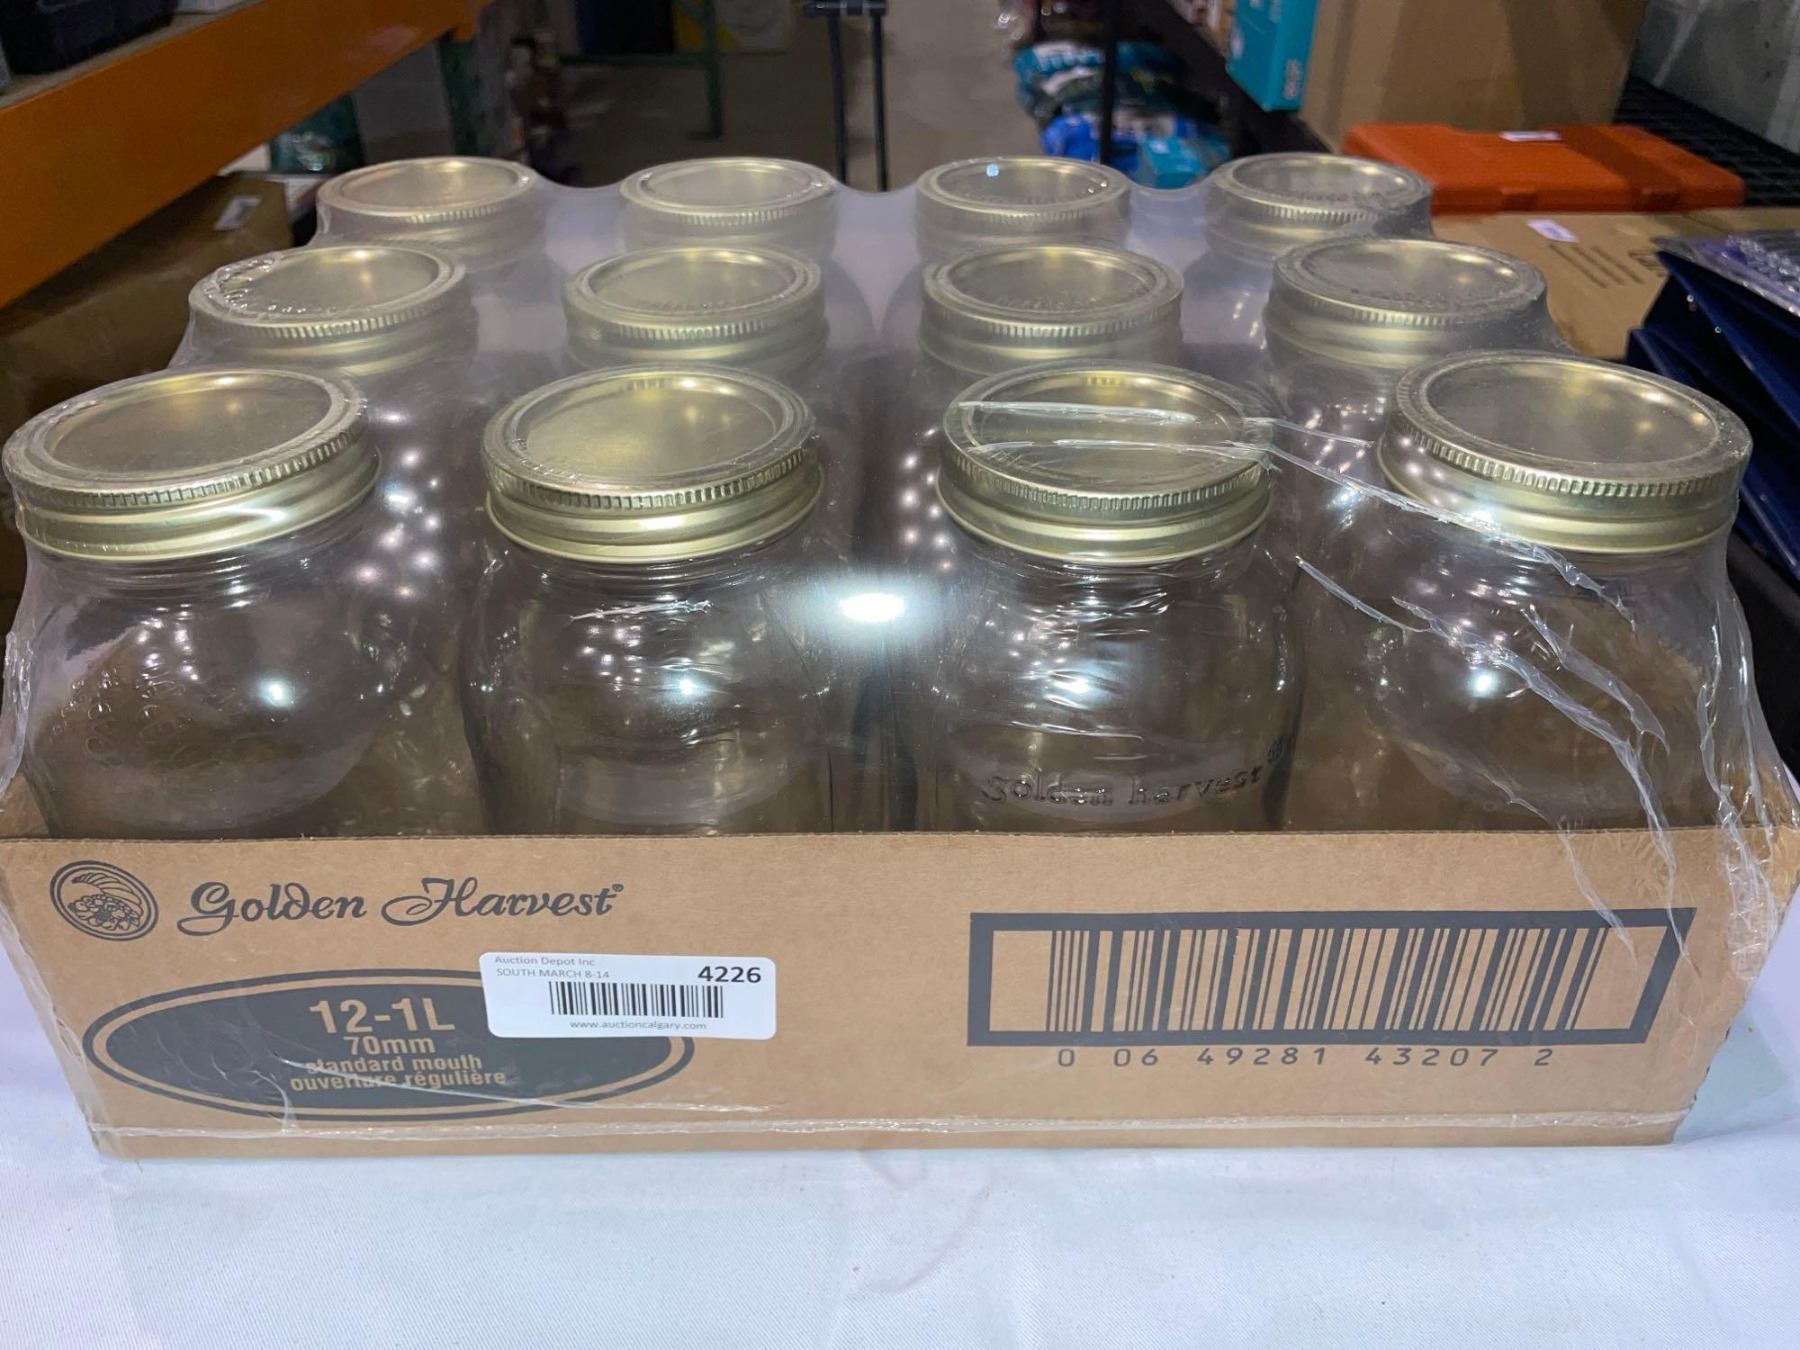 golden harvest®
Golden Harvest®
Auction Depot Inc
SOUTH MARCH 8-14
4226
www.auctioncalgary.com
12-1L
70mm
standard mouth
ouverture régulière
0 06 49281 43207 2